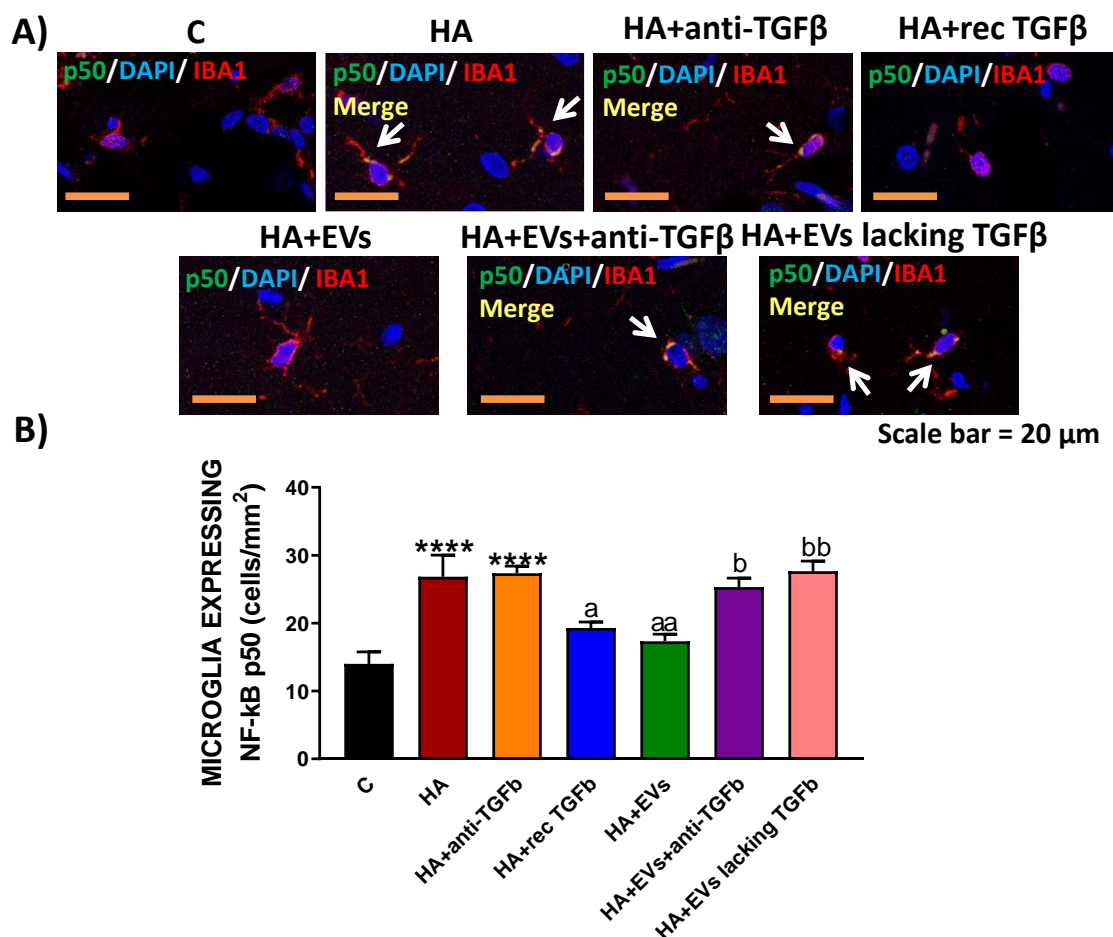 A)
C
HA
HA+anti-TGFβ
HA+rec TGFβ
p50/DAPI/ IBA1
p50/DAPI/ IBA1
Merge
p50/DAPI/ IBA1
Merge
p50/DAPI/ IBA1
HA+EVs
HA+EVs+anti-TGFβ
HA+EVs lacking TGFβ
p50/DAPI/IBA1
p50/DAPI/IBA1
Merge
p50/DAPI/IBA1
Merge
Scale bar = 20 µm
B)
MICROGLIA EXPRESSING
NF-kB p50 (cells/mm²)
40
30
20
10
0
****
****
a
aa
b
bb
C
HA
HA+anti-TGFb
HA+rec TGFb
HA+EVs
HA+EVs+anti-TGFb
HA+EVs lacking TGFb